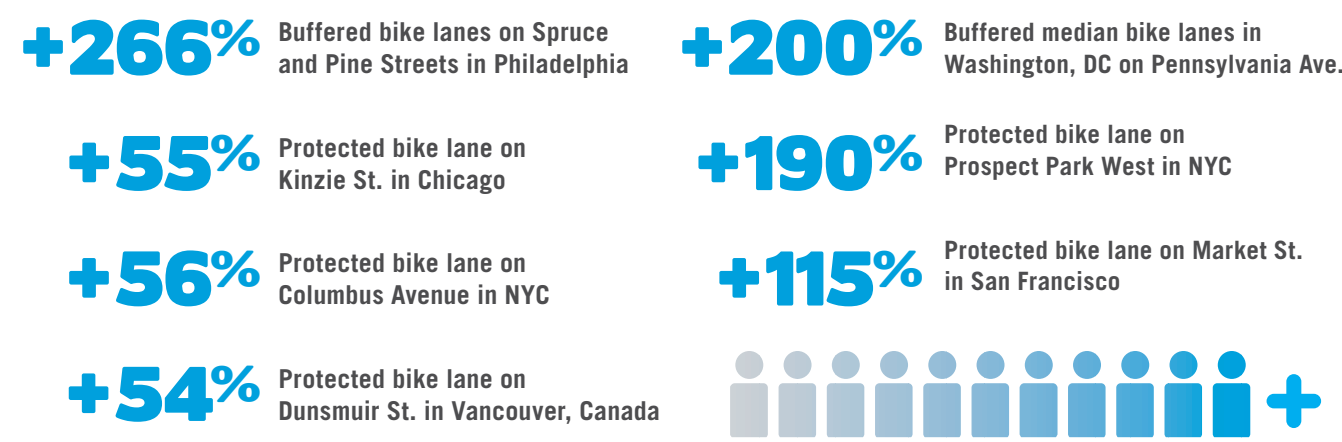 +266% Buffered bike lanes on Spruce
and Pine Streets in Philadelphia
+55% Protected bike lane on
Kinzie St. in Chicago
+56% Protected bike lane on
Columbus Avenue in NYC
+54% Protected bike lane on
Dunsmuir St. in Vancouver, Canada
+200% Buffered median bike lanes in
Washington, DC on Pennsylvania Ave.
+190% Protected bike lane on
Prospect Park West in NYC
+115% Protected bike lane on Market St.
in San Francisco
+